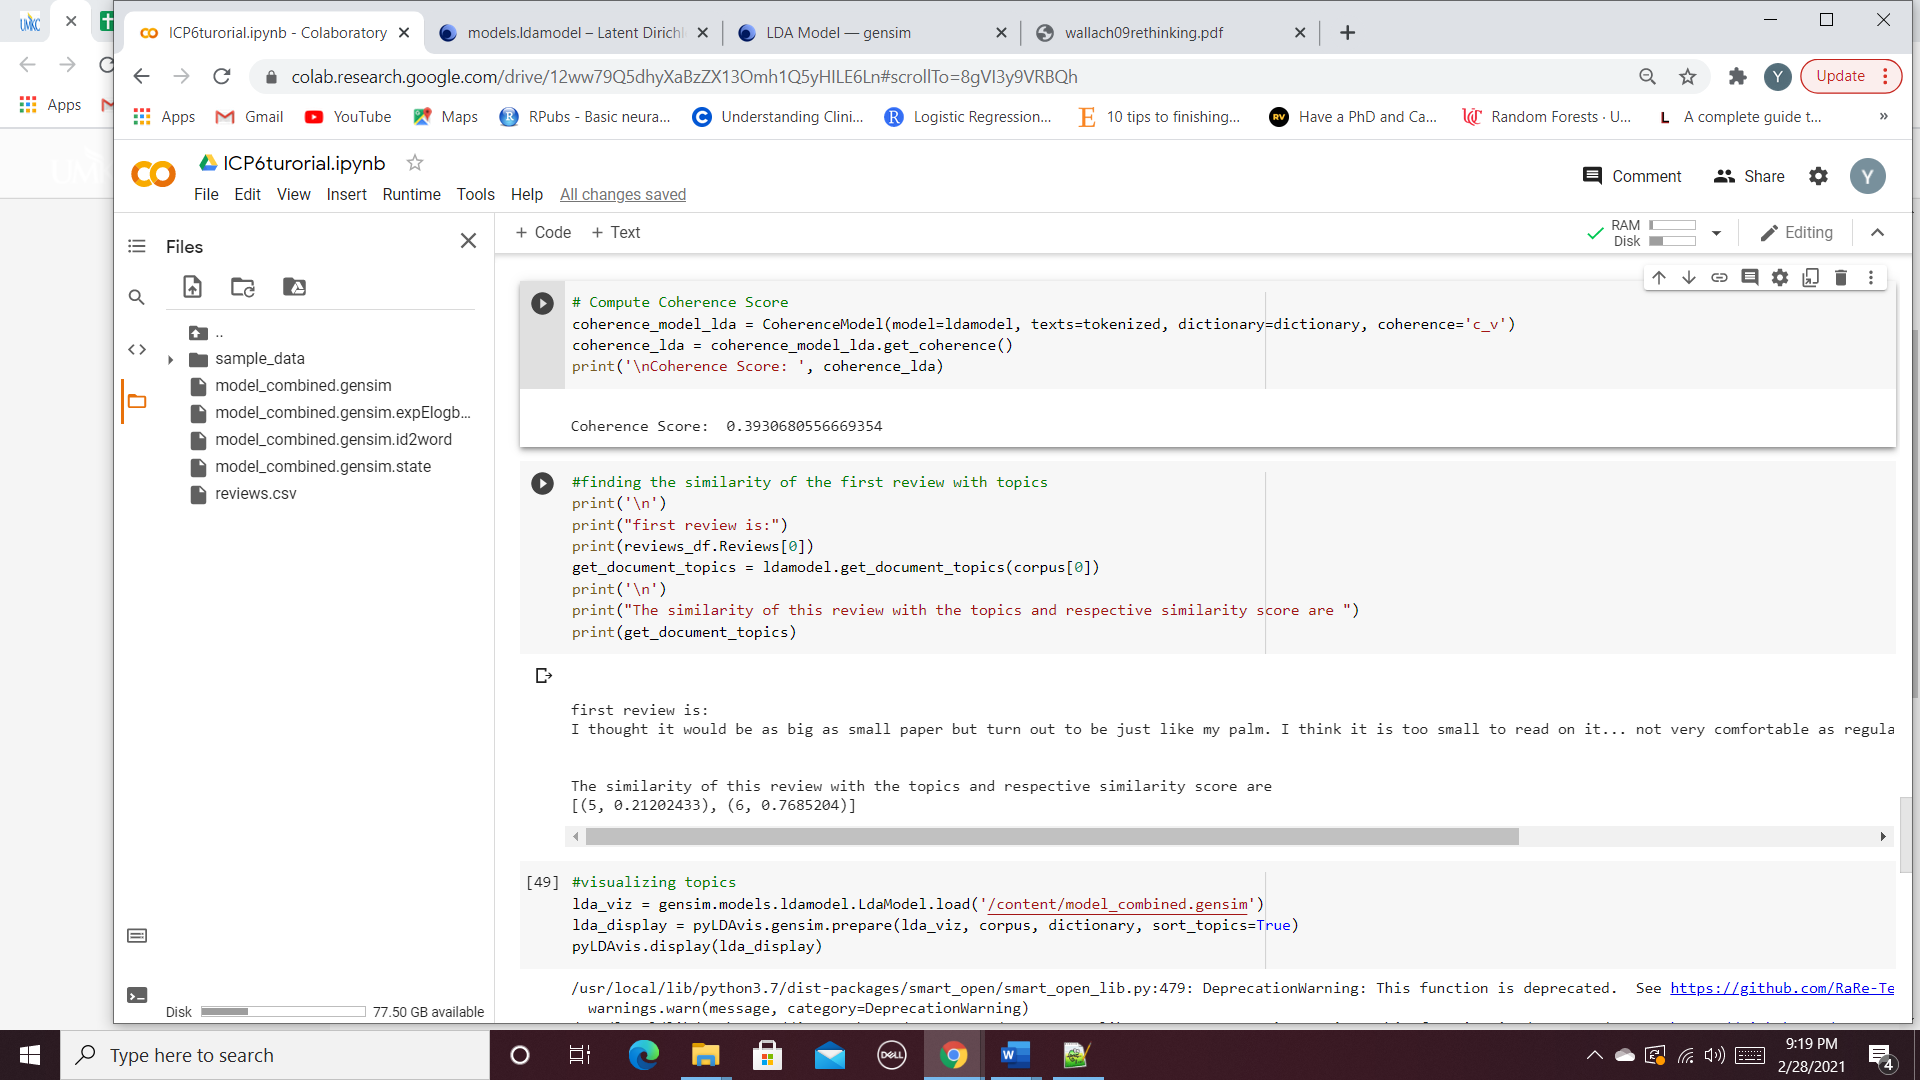 UMKC
ICP6turorial.ipynb - Colaboratory
models.ldamodel – Latent Dirichl
LDA Model — gensim
wallach09rethinking.pdf
colab.research.google.com/drive/12ww79Q5dhyXaBzZX13Omh1Q5yHILE6Ln#scrollTo=8gVI3y9VRBQh
Y
Update
Apps
Apps
Gmail
YouTube
Maps
RPubs - Basic neura...
Understanding Clini...
Logistic Regression...
10 tips to finishing...
Have a PhD and Ca...
Random Forests · U...
A complete guide t...
»
ICP6turorial.ipynb
Comment
Share
Y
File Edit View Insert Runtime Tools Help All changes saved
Files
+ Code + Text
RAM
Disk
Editing
..
sample_data
model_combined.gensim
model_combined.gensim.expElogb...
model_combined.gensim.id2word
model_combined.gensim.state
reviews.csv
Disk 77.50 GB available
# Compute Coherence Score
coherence_model_lda = CoherenceModel(model=ldamodel, texts=tokenized, dictionary=dictionary, coherence='c_v')
coherence_lda = coherence_model_lda.get_coherence()
print('\nCoherence Score: ', coherence_lda)
Coherence Score:  0.3930680556669354
#finding the similarity of the first review with topics
print('\n')
print("first review is:")
print(reviews_df.Reviews[0])
get_document_topics = ldamodel.get_document_topics(corpus[0])
print('\n')
print("The similarity of this review with the topics and respective similarity score are ")
print(get_document_topics)
first review is:
I thought it would be as big as small paper but turn out to be just like my palm. I think it is too small to read on it... not very comfortable as regula
The similarity of this review with the topics and respective similarity score are
[(5, 0.21202433), (6, 0.7685204)]
[49] #visualizing topics
lda_viz = gensim.models.ldamodel.LdaModel.load('/content/model_combined.gensim')
lda_display = pyLDAvis.gensim.prepare(lda_viz, corpus, dictionary, sort_topics=True)
pyLDAvis.display(lda_display)
/usr/local/lib/python3.7/dist-packages/smart_open/smart_open_lib.py:479: DeprecationWarning: This function is deprecated.  See https://github.com/RaRe-Te
warnings.warn(message, category=DeprecationWarning)
Type here to search
DELL
9:19 PM
2/28/2021
4